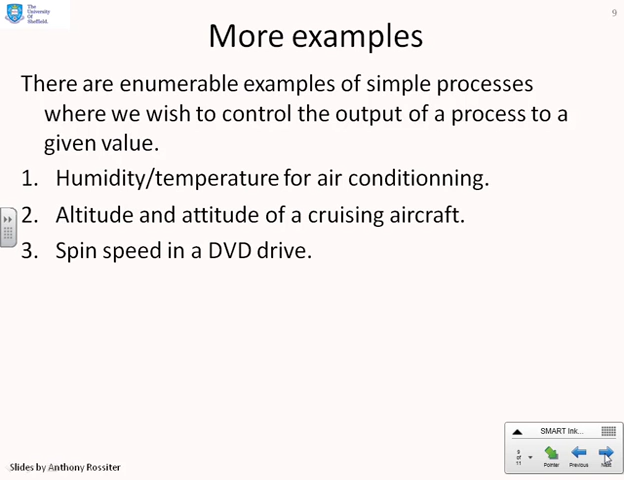 The
University
Of
Sheffield.
9
More examples
There are enumerable examples of simple processes
where we wish to control the output of a process to a
given value.
1. Humidity/temperature for air conditionning.
2. Altitude and attitude of a cruising aircraft.
3. Spin speed in a DVD drive.
SMART Ink...
of
11
Pointer
Previous
Next
Slides by Anthony Rossiter